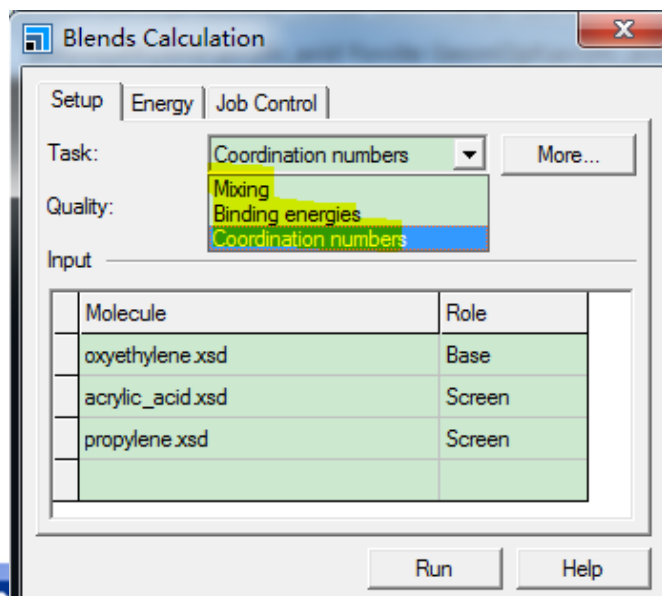 Blends Calculation
Setup Energy Job Control
Task: Coordination numbers More...
Mixing
Quality: Binding energies
Coordination numbers
Input
Molecule Role
oxyethylene.xsd Base
acrylic_acid.xsd Screen
propylene.xsd Screen
Run Help